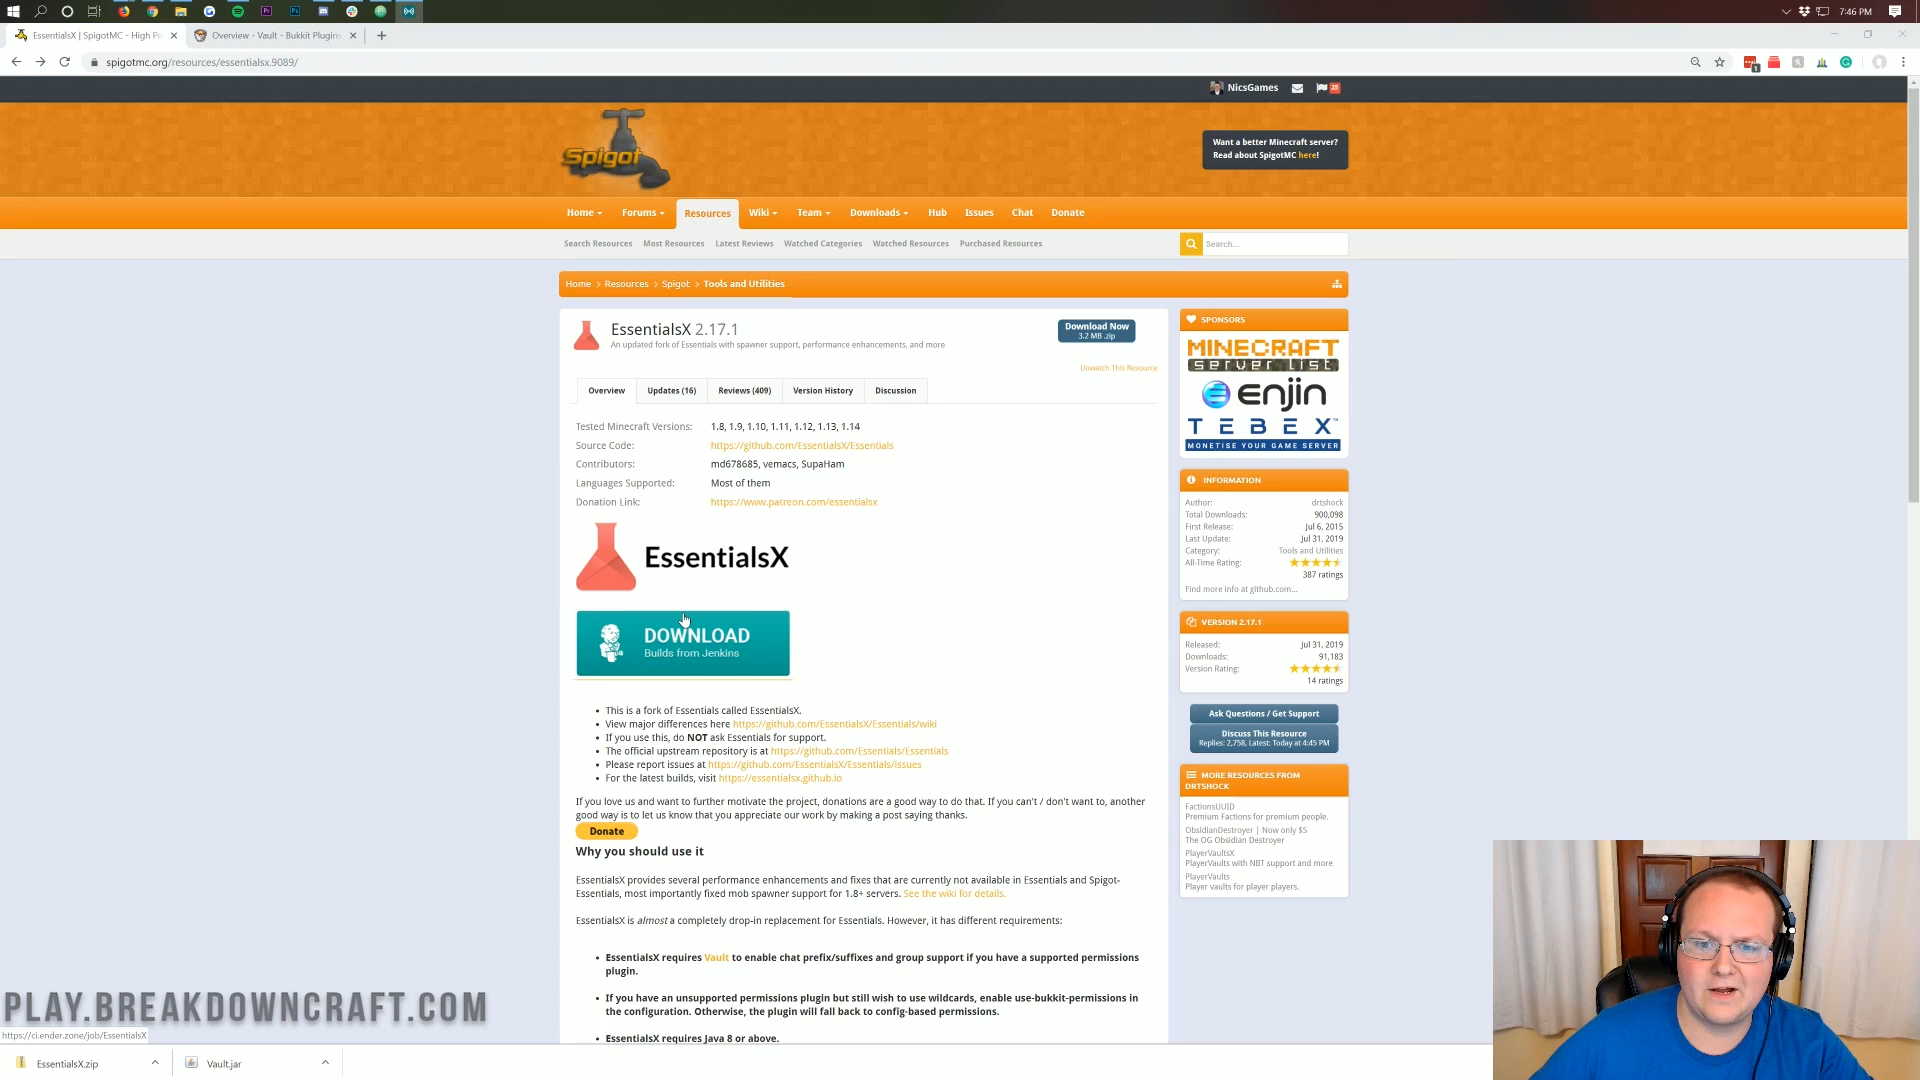 7:46 PM
EssentialsX | SpigotMC - High Pe
Overview - Vault - Bukkit Plugins
spigotmc.org/resources/essentialsx.9089/
1
NicsGames
25
Spigot
Want a better Minecraft server?
Read about SpigotMC here!
Home
Forums
Resources
Wiki
Team
Downloads
Hub
Issues
Chat
Donate
Search Resources
Most Resources
Latest Reviews
Watched Categories
Watched Resources
Purchased Resources
Search...
Home > Resources > Spigot > Tools and Utilities
EssentialsX 2.17.1
An updated fork of Essentials with spawner support, performance enhancements, and more
Download Now
3.2 MB .zip
Unwatch This Resource
Overview
Updates (16)
Reviews (409)
Version History
Discussion
Tested Minecraft Versions: 1.8, 1.9, 1.10, 1.11, 1.12, 1.13, 1.14
Source Code: https://github.com/EssentialsX/Essentials
Contributors: md678685, vemacs, SupaHam
Languages Supported: Most of them
Donation Link: https://www.patreon.com/essentialsx
EssentialsX
DOWNLOAD
Builds from Jenkins
• This is a fork of Essentials called EssentialsX.
• View major differences here https://github.com/EssentialsX/Essentials/wiki
• If you use this, do NOT ask Essentials for support.
• The official upstream repository is at https://github.com/Essentials/Essentials
• Please report issues at https://github.com/EssentialsX/Essentials/issues
• For the latest builds, visit https://essentialsx.github.io
If you love us and want to further motivate the project, donations are a good way to do that. If you can't / don't want to, another
good way is to let us know that you appreciate our work by making a post saying thanks.
Donate
Why you should use it
EssentialsX provides several performance enhancements and fixes that are currently not available in Essentials and Spigot-
Essentials, most importantly fixed mob spawner support for 1.8+ servers. See the wiki for details.
EssentialsX is almost a completely drop-in replacement for Essentials. However, it has different requirements:
• EssentialsX requires Vault to enable chat prefix/suffixes and group support if you have a supported permissions
plugin.
• If you have an unsupported permissions plugin but still wish to use wildcards, enable use-bukkit-permissions in
the configuration. Otherwise, the plugin will fall back to config-based permissions.
• EssentialsX requires Java 8 or above.
SPONSORS
MINECRAFT
server list
enjin
TEBEX
MONETISE YOUR GAME SERVER
INFORMATION
Author: drtshock
Total Downloads: 900,098
First Release: Jul 6, 2015
Last Update: Jul 31, 2019
Category: Tools and Utilities
All-Time Rating:
387 ratings
Find more info at github.com...
VERSION 2.17.1
Released: Jul 31, 2019
Downloads: 91,183
Version Rating:
14 ratings
Ask Questions / Get Support
Discuss This Resource
Replies: 2,758, Latest: Today at 4:45 PM
MORE RESOURCES FROM
DRTSHOCK
FactionsUUID
Premium Factions for premium people.
ObsidianDestroyer | Now only $5
The OG Obsidian Destroyer
PlayerVaultsX
PlayerVaults with NBT support and more
PlayerVaults
Player vaults for player players.
PLAY.BREAKDOWNCRAFT.COM
https://ci.ender.zone/job/EssentialsX
EssentialsX.zip
Vault.jar